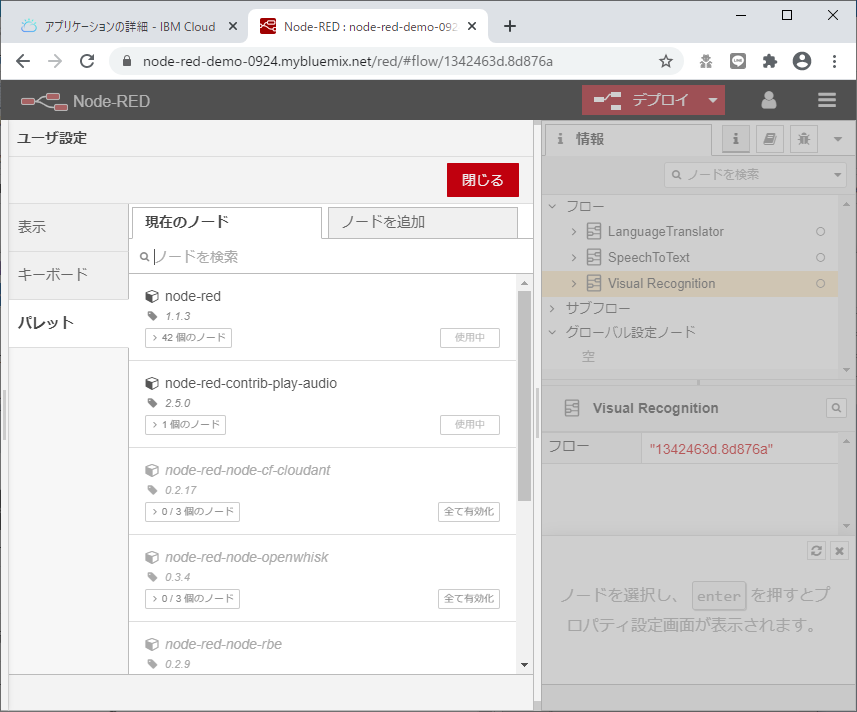 アプリケーションの詳細 - IBM Cloud
Node-RED : node-red-demo-092
node-red-demo-0924.mybluemix.net/red/#flow/1342463d.8d876a
Node-RED
デプロイ
ユーザ設定
閉じる
表示
キーボード
パレット
現在のノード
ノードを追加
ノードを検索
node-red
1.1.3
42 個のノード
使用中
node-red-contrib-play-audio
2.5.0
1 個のノード
使用中
node-red-node-cf-cloudant
0.2.17
0 / 3 個のノード
全て有効化
node-red-node-openwhisk
0.3.4
0 / 3 個のノード
全て有効化
node-red-node-rbe
0.2.9
情報
ノードを検索
フロー
LanguageTranslator
SpeechToText
Visual Recognition
サブフロー
グローバル設定ノード
空
Visual Recognition
フロー
"1342463d.8d876a"
ノードを選択し、 enter を押すとプ
ロパティ設定画面が表示されます。